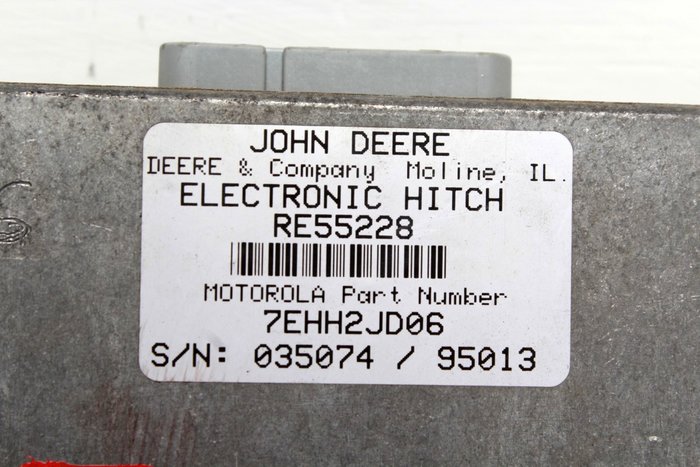 JOHN DEERE
DEERE & Company Moline, IL.
ELECTRONIC HITCH
RE55228
MOTOROLA Part Number
7EHH2JD06
S/N: 035074 / 95013